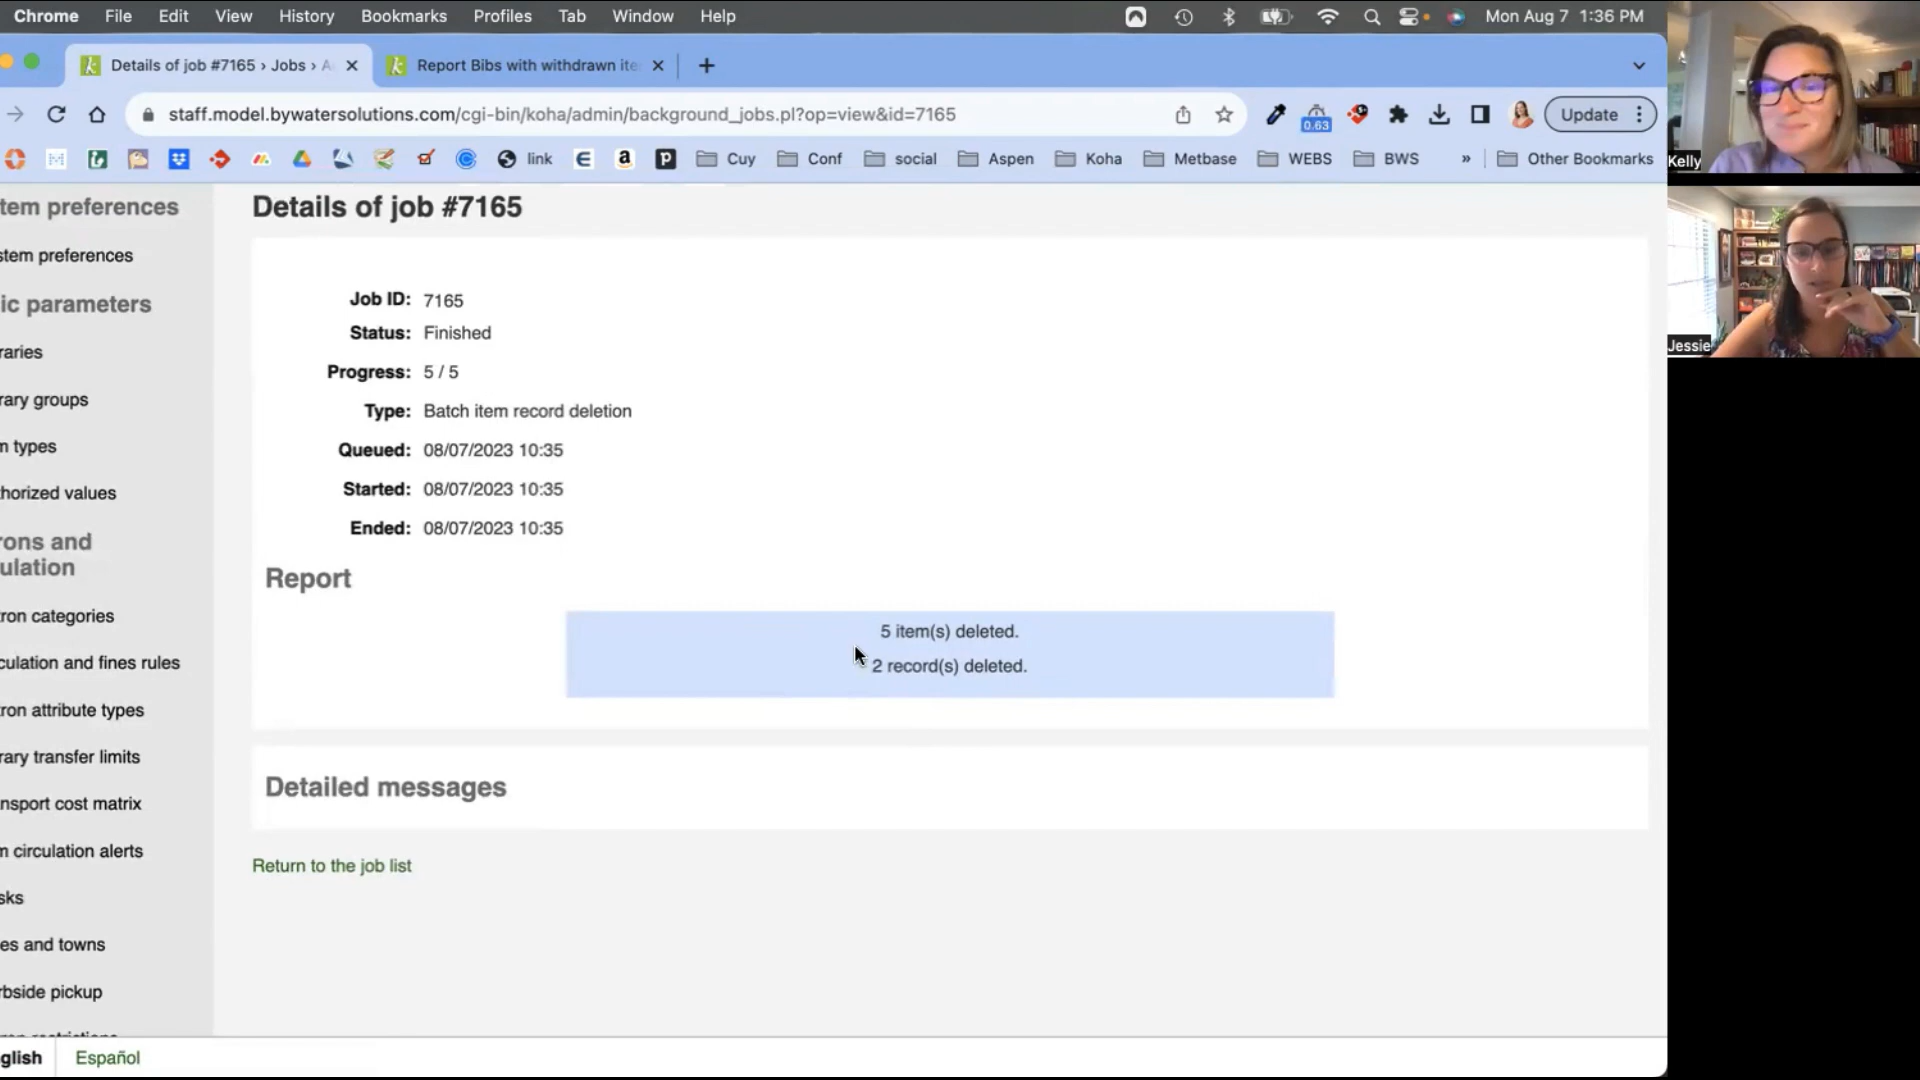 Chrome File Edit View History Bookmarks Profiles Tab Window Help Mon Aug 7 1:36 PM
Details of job #7165 › Jobs › A
Report Bibs with withdrawn ite
staff.model.bywatersolutions.com/cgi-bin/koha/admin/background_jobs.pl?op=view&id=7165
0.63
Update
link
Cuy
Conf
social
Aspen
Koha
Metbase
WEBS
BWS
»
Other Bookmarks
Kelly
Jessie
tem preferences
stem preferences
ic parameters
raries
rary groups
m types
horized values
rons and
ulation
ron categories
culation and fines rules
ron attribute types
rary transfer limits
nsport cost matrix
m circulation alerts
sks
es and towns
rbside pickup
Details of job #7165
Job ID: 7165
Status: Finished
Progress: 5 / 5
Type: Batch item record deletion
Queued: 08/07/2023 10:35
Started: 08/07/2023 10:35
Ended: 08/07/2023 10:35
Report
5 item(s) deleted.
2 record(s) deleted.
Detailed messages
Return to the job list
glish
Español